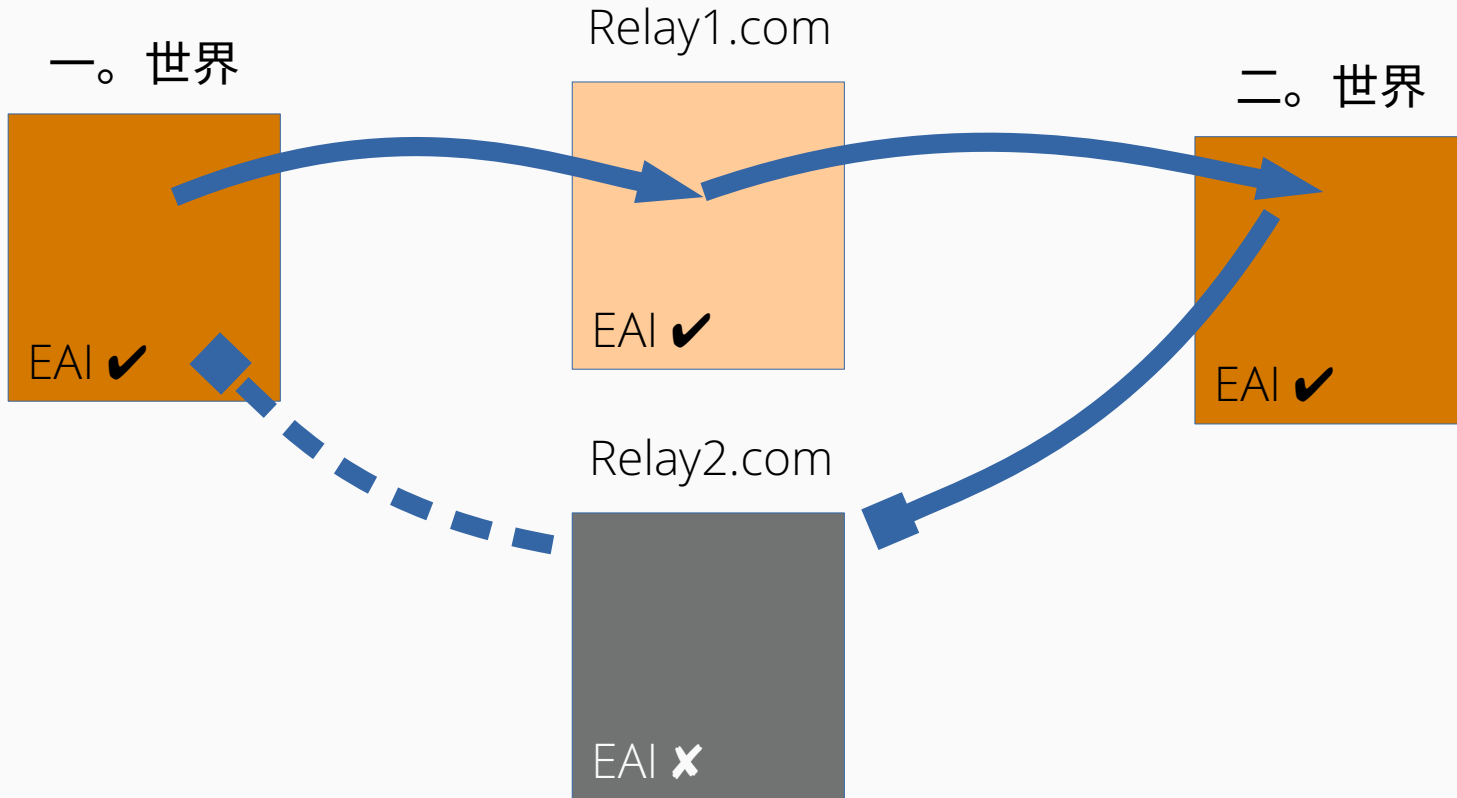 一。世界
Relay1.com
二。世界
EAI ✔
EAI ✔
EAI ✔
Relay2.com
EAI ✘